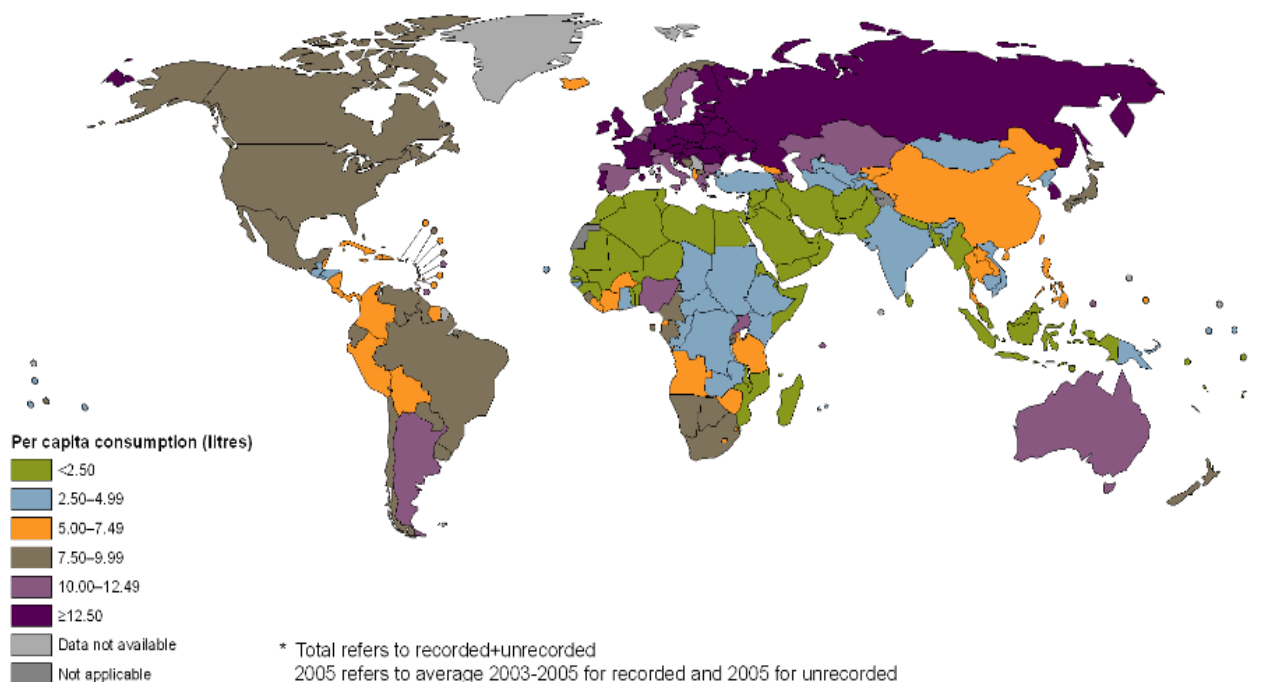 Per capita consumption (litres)
<2.50
2.50–4.99
5.00–7.49
7.50–9.99
10.00–12.49
≥12.50
Data not available
Not applicable
* Total refers to recorded+unrecorded
2005 refers to average 2003-2005 for recorded and 2005 for unrecorded